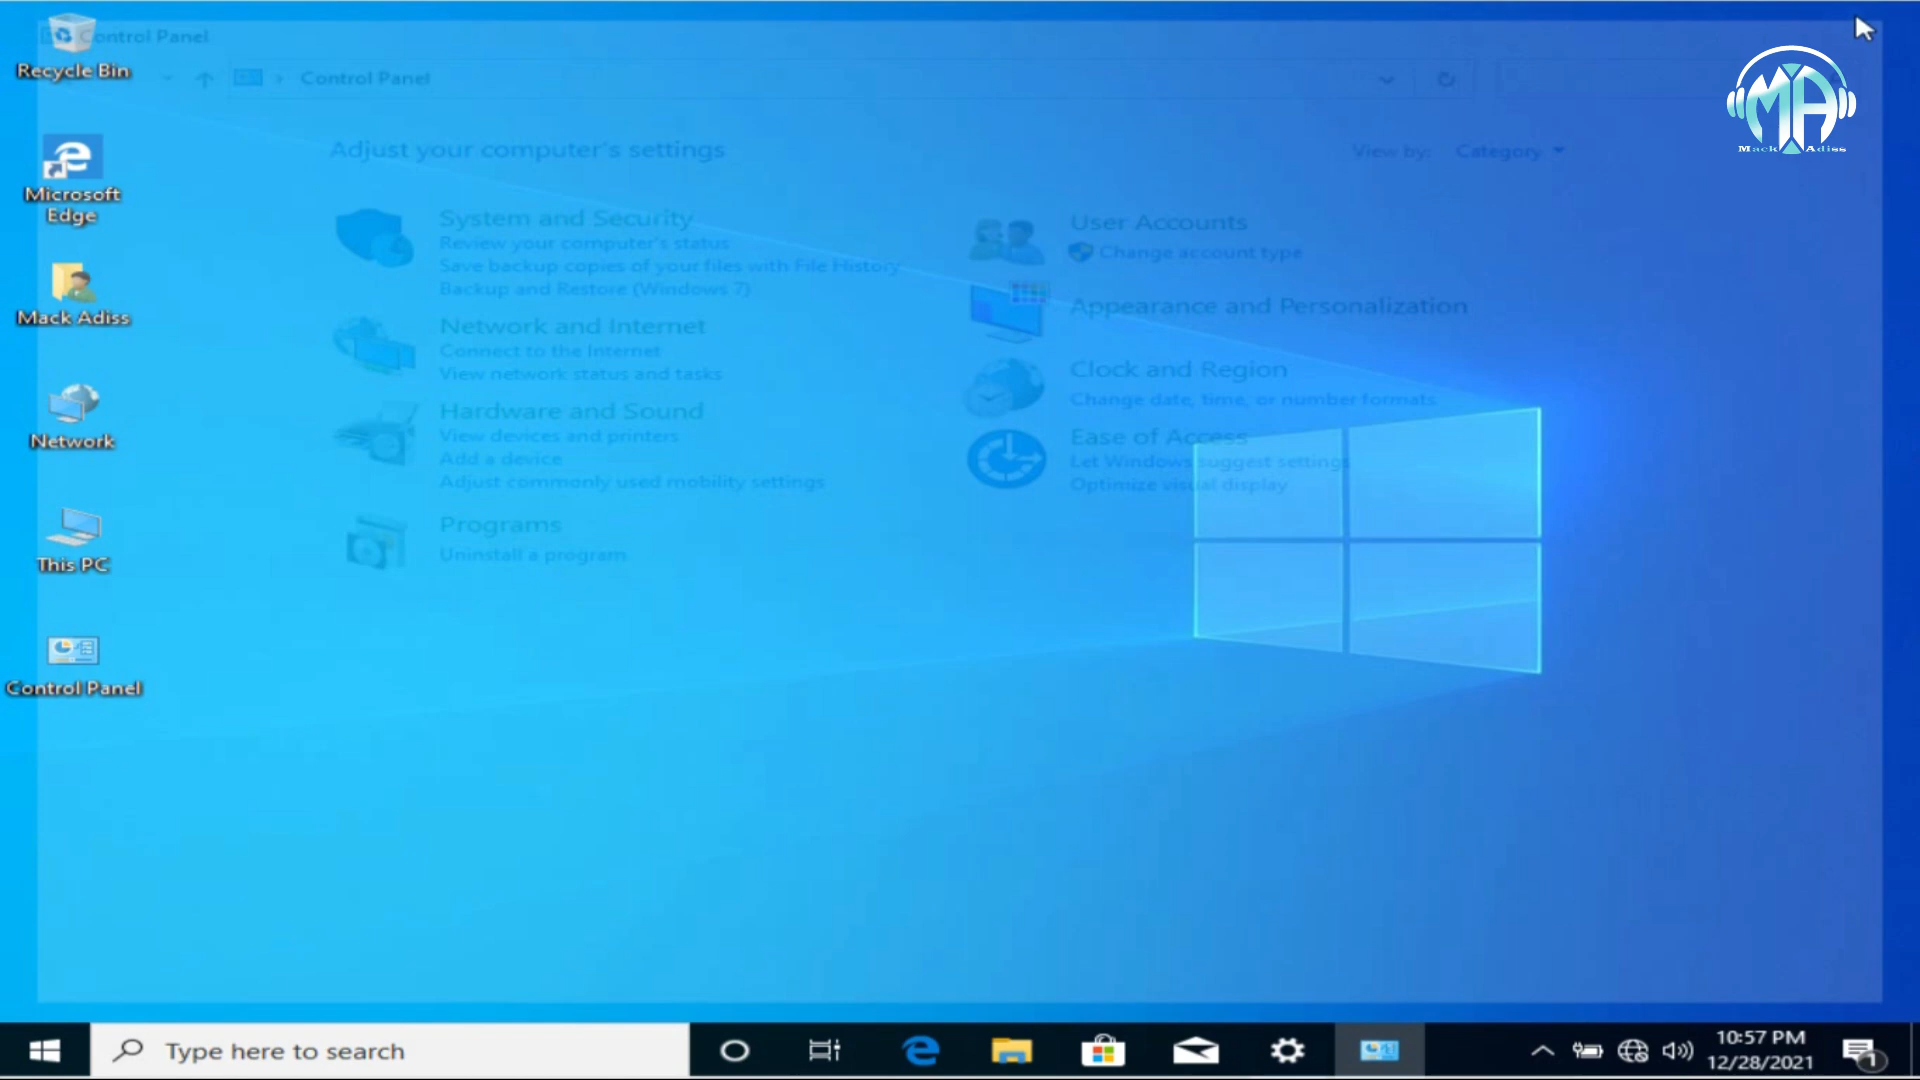 Control Panel
Recycle Bin
Control Panel
Mack Adiss
Adjust your computer's settings
View by: Category
Microsoft
Edge
System and Security
Review your computer's status
Save backup copies of your files with File History
Backup and Restore (Windows 7)
User Accounts
Change account type
Mack Adiss
Network and Internet
Connect to the Internet
View network status and tasks
Appearance and Personalization
Clock and Region
Change date, time, or number formats
Network
Hardware and Sound
View devices and printers
Add a device
Adjust commonly used mobility settings
Ease of Access
Let Windows suggest settings
Optimize visual display
This PC
Programs
Uninstall a program
Control Panel
Type here to search
10:57 PM
12/28/2021
1